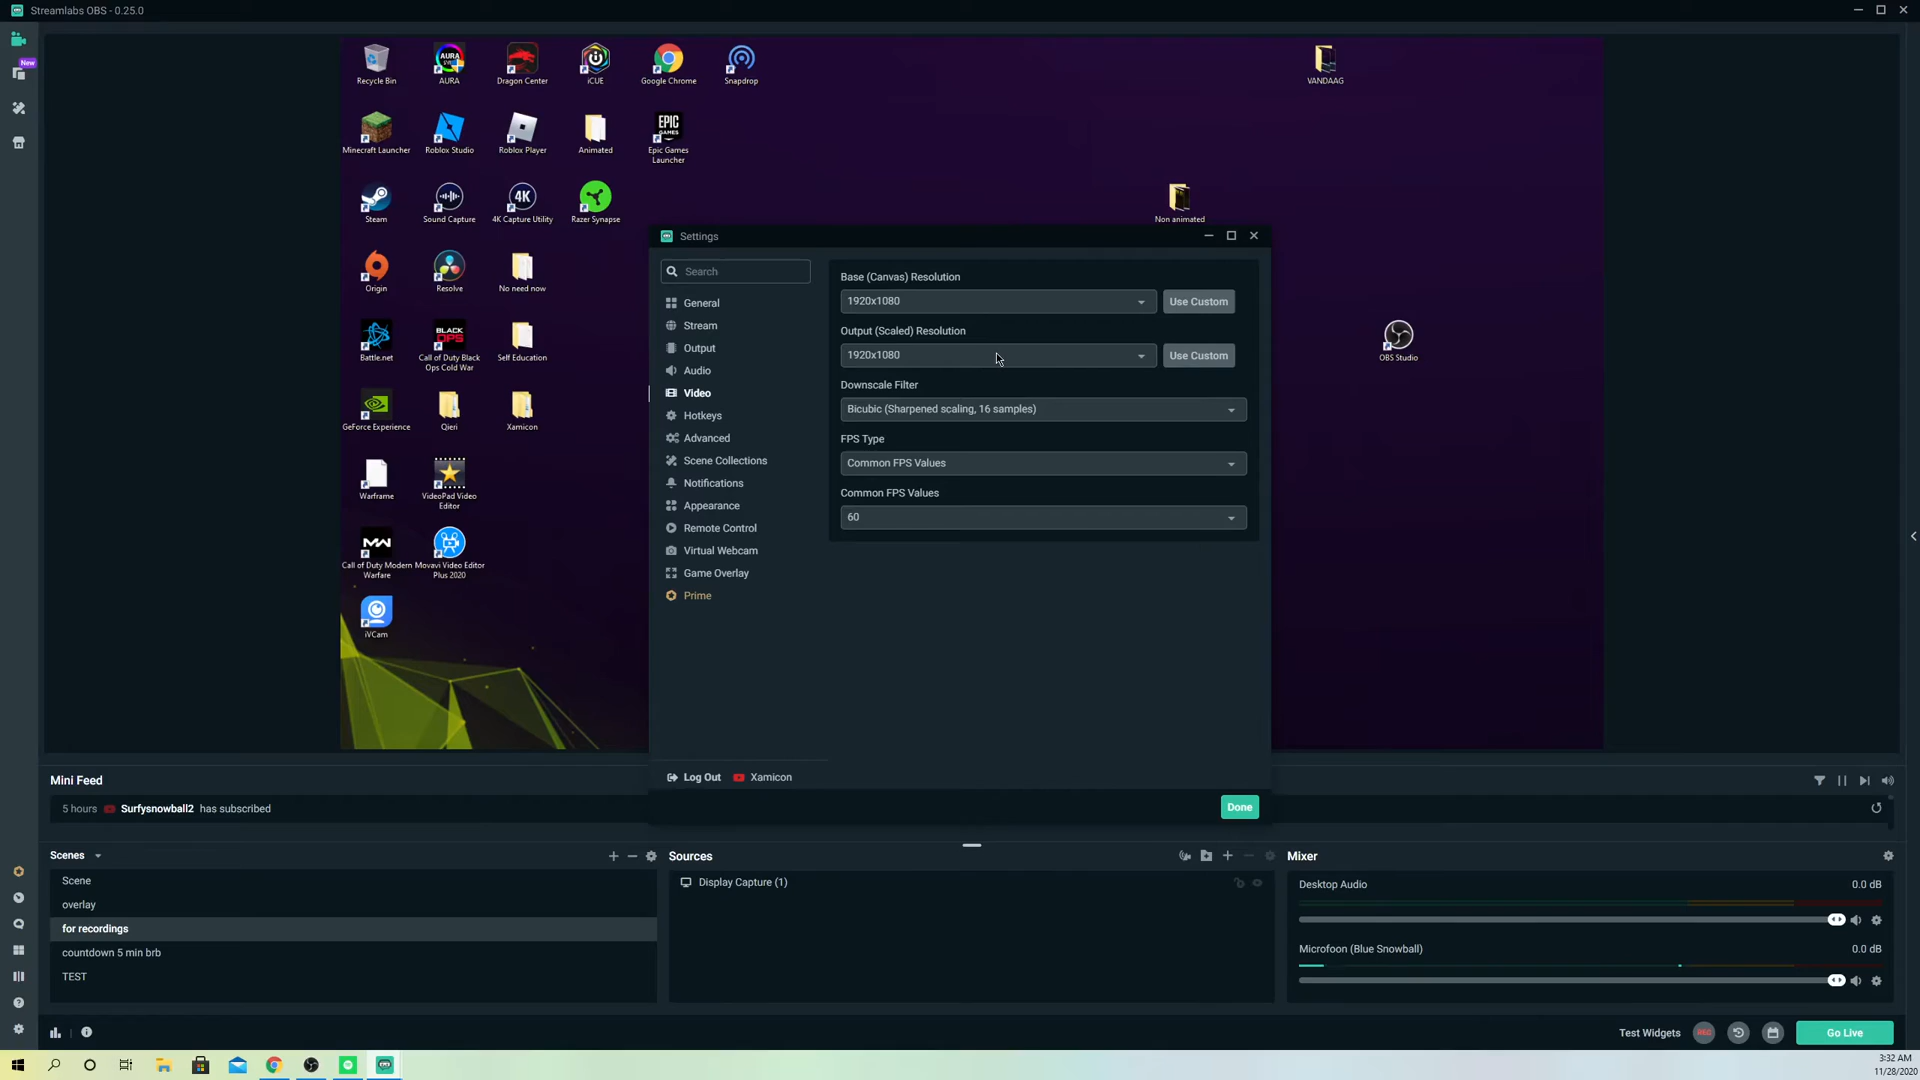 Streamlabs OBS - 0.25.0
New
Recycle Bin
AURA
Dragon Center
iCUE
Google Chrome
Snapdrop
VANDAAG
Minecraft Launcher
Roblox Studio
Roblox Player
Animated
EPIC
GAMES
Epic Games
Launcher
4K
Steam
Sound Capture
4K Capture Utility
Razer Synapse
Non animated
Origin
Resolve
No need now
BLACK
OPS
Battle.net
Call of Duty Black
Ops Cold War
Self Education
OBS Studio
GeForce Experience
Qieri
Xamicon
Warframe
VideoPad Video
Editor
Call of Duty Modern
Warfare
Movavi Video Editor
Plus 2020
iVCam
Settings
Search
General
Stream
Output
Audio
Video
Hotkeys
Advanced
Scene Collections
Notifications
Appearance
Remote Control
Virtual Webcam
Game Overlay
Prime
Log Out
Xamicon
Base (Canvas) Resolution
1920x1080
Use Custom
Output (Scaled) Resolution
1920x1080
Use Custom
Downscale Filter
Bicubic (Sharpened scaling, 16 samples)
FPS Type
Common FPS Values
Common FPS Values
60
Done
Mini Feed
5 hours Surfysnowball2 has subscribed
Scenes
Scene
overlay
for recordings
countdown 5 min brb
TEST
Sources
Display Capture (1)
Mixer
Desktop Audio 0.0 dB
Microfoon (Blue Snowball) 0.0 dB
Test Widgets
REC
Go Live
3:32 AM
11/28/2020